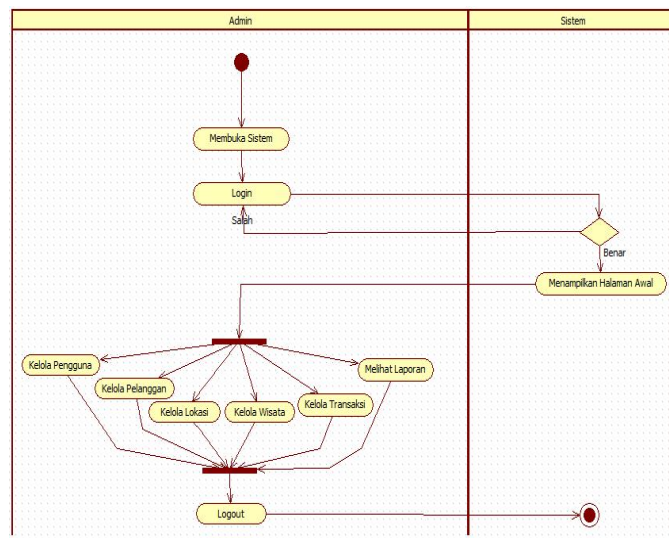 Admin
Sistem
Membuka Sistem
Login
Salah
Benar
Menampilkan Halaman Awal
Kelola Pengguna
Melihat Laporan
Kelola Pelanggan
Kelola Lokasi
Kelola Wisata
Kelola Transaksi
Logout